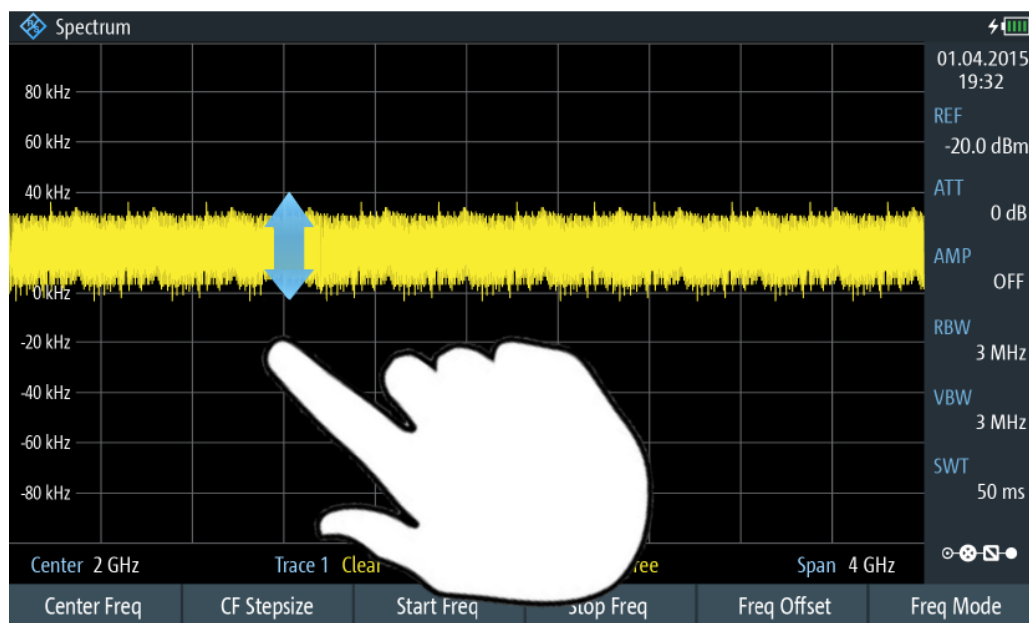 Spectrum
01.04.2015
19:32
80 kHz
60 kHz
40 kHz
0 kHz
-20 kHz
-40 kHz
-60 kHz
-80 kHz
REF
-20.0 dBm
ATT
0 dB
AMP
OFF
RBW
3 MHz
VBW
3 MHz
SWT
50 ms
Center 2 GHz Trace 1 Clear Span 4 GHz
Center Freq CF Stepsize Start Freq Stop Freq Freq Offset Freq Mode